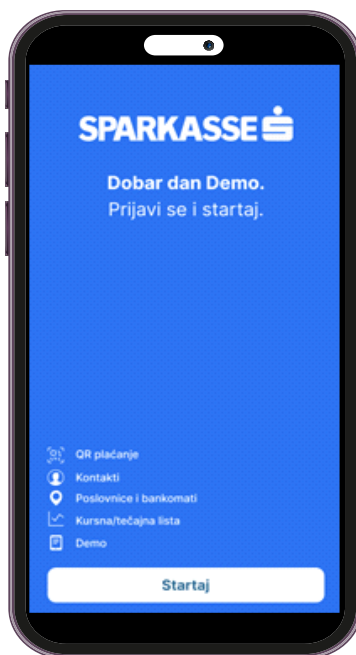 SPARKASSE
Dobar dan Demo.
Prijavi se i startaj.
QR plaćanje
Kontakti
Poslovnice i bankomati
Kursna/tečajna lista
Demo
Startaj